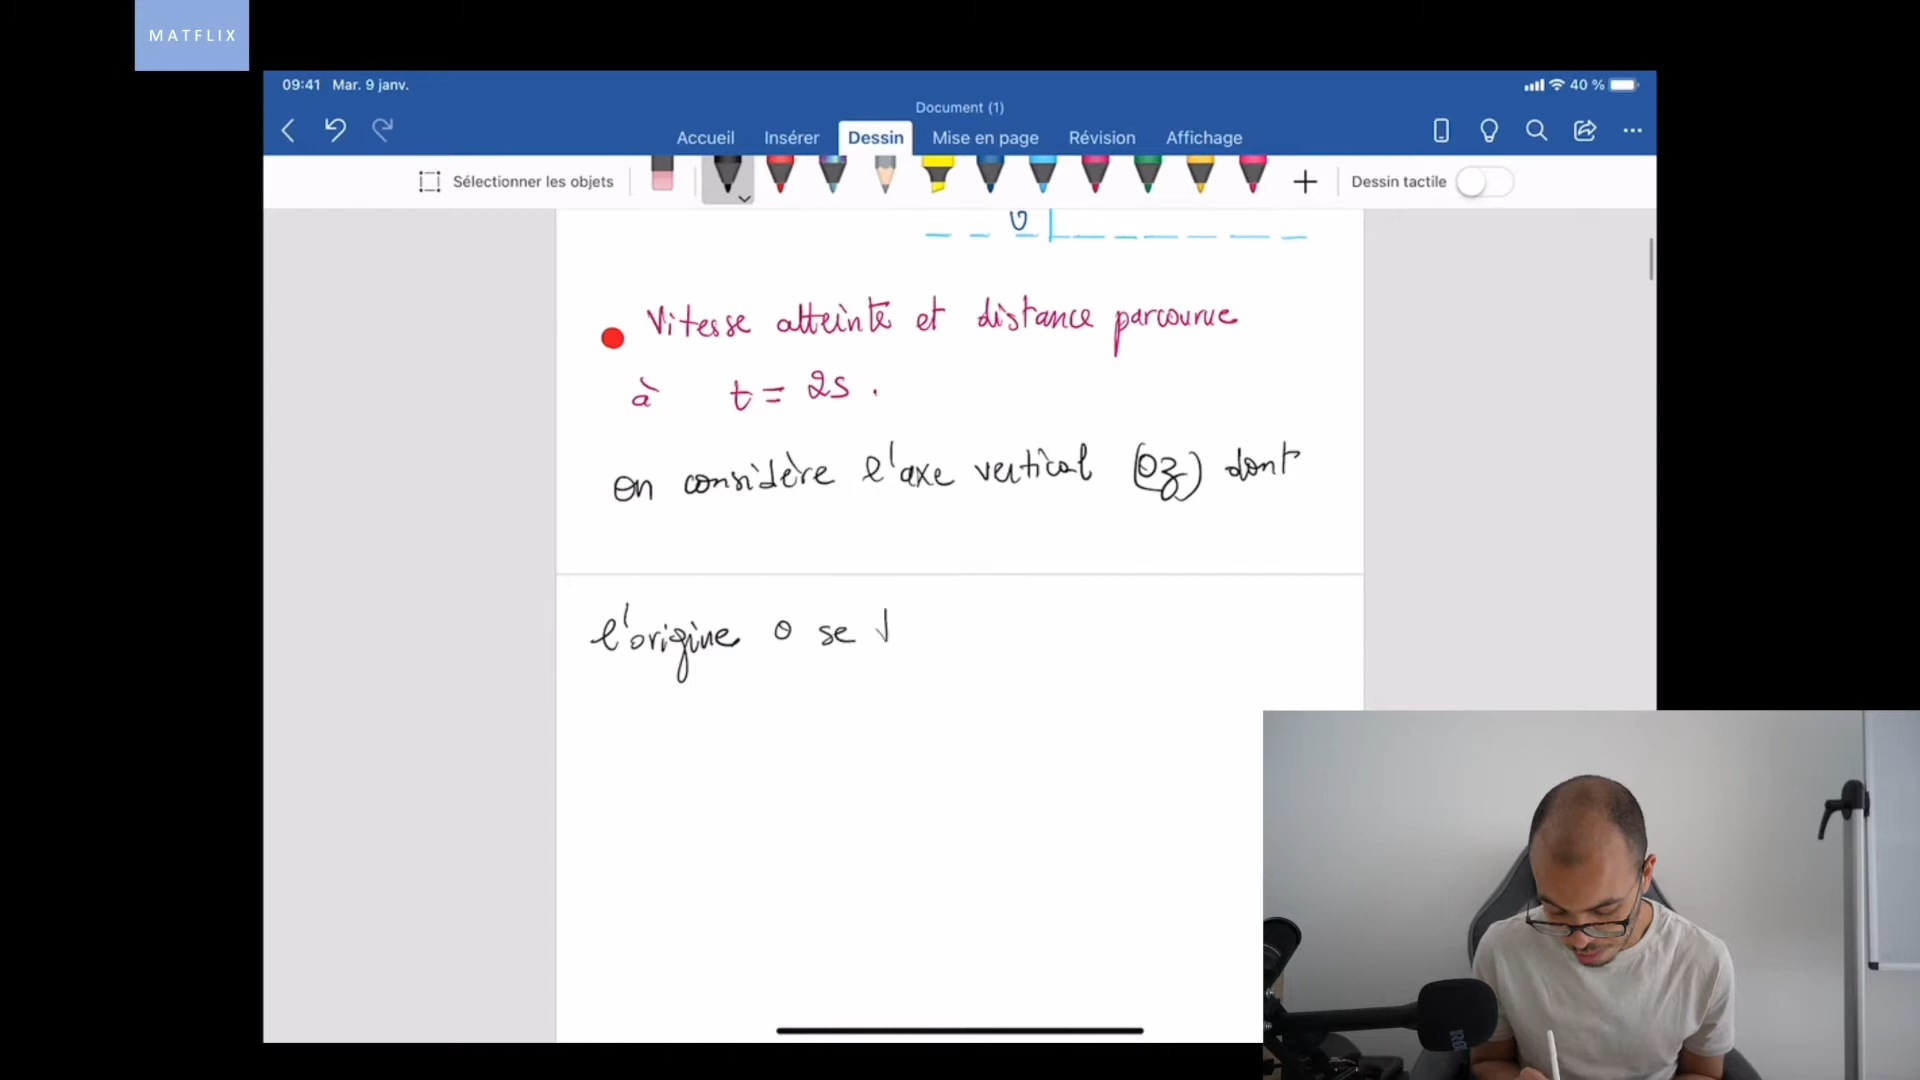 MATFLIX
09:41 Mar. 9 janv.
40 %
Document (1)
Accueil Insérer Dessin Mise en page Révision Affichage
Sélectionner les objets
Dessin tactile
Vitesse atteinte et distance parcourue
à t = 2s .
on considère l'axe vertical (Oz) dont
l'origine O se